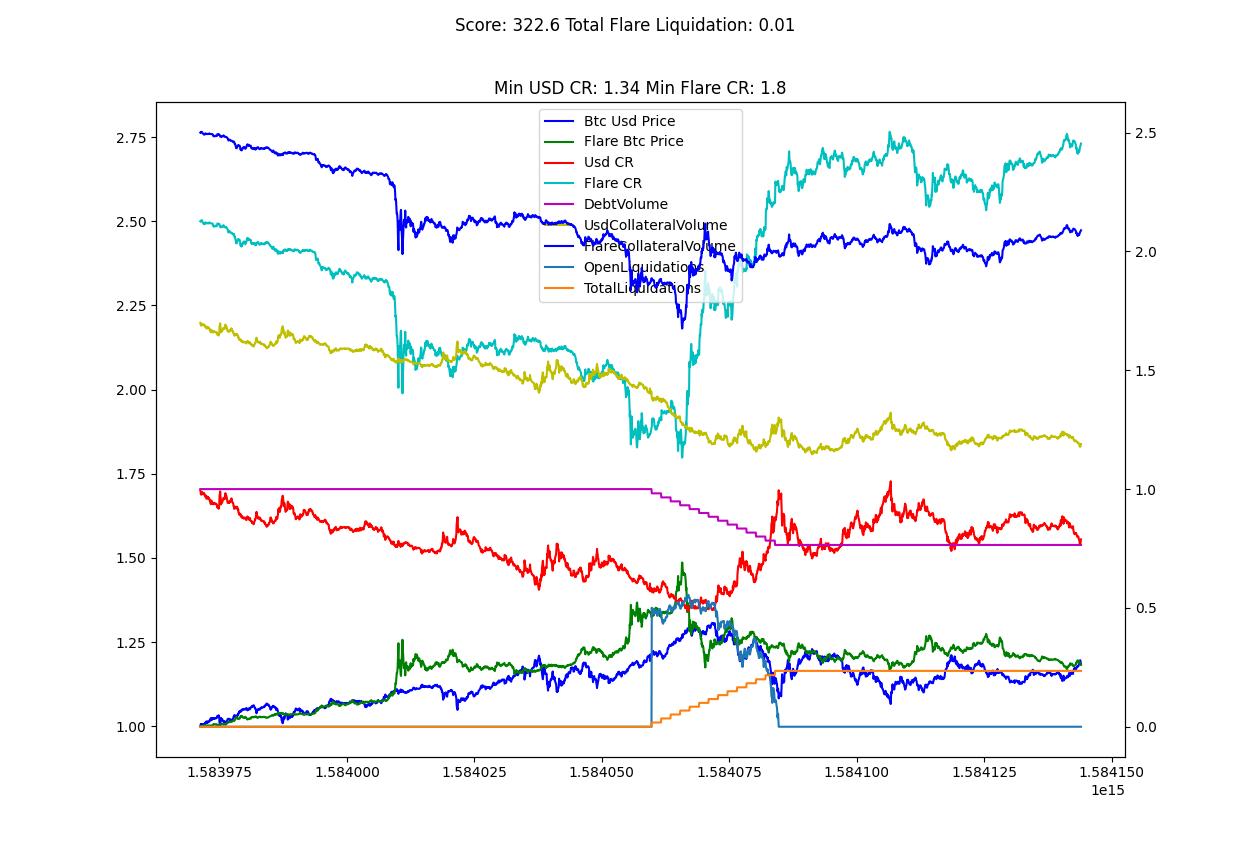 Score: 322.6 Total Flare Liquidation: 0.01
Min USD CR: 1.34 Min Flare CR: 1.8
Btc Usd Price
Flare Btc Price
Usd CR
Flare CR
DebtVolume
UsdCollateralVolume
FlareCollateralVolume
OpenLiquidations
TotalLiquidations
2.75
2.50
2.25
2.00
1.75
1.50
1.25
1.00
2.5
2.0
1.5
1.0
0.5
0.0
1.583975 1.584000 1.584025 1.584050 1.584075 1.584100 1.584125 1.584150
1e15